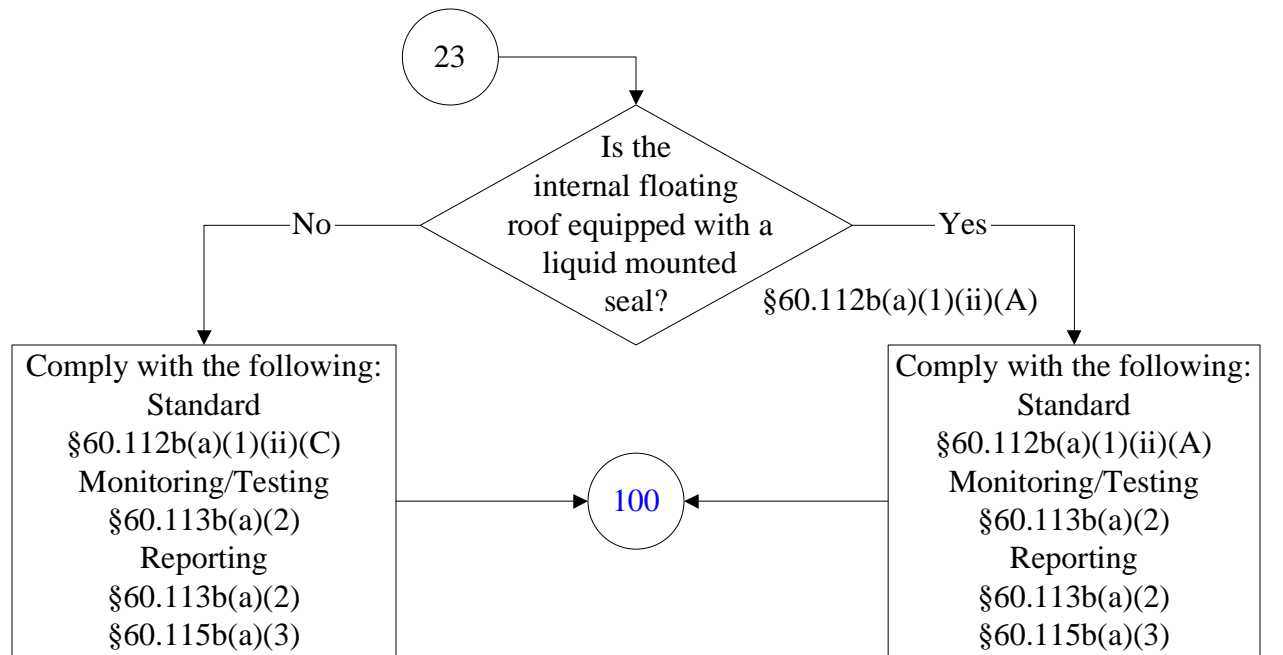 23
Is the
internal floating
roof equipped with a
liquid mounted
seal?
No
Yes
§60.112b(a)(1)(ii)(A)
Comply with the following:
Standard
§60.112b(a)(1)(ii)(C)
Monitoring/Testing
§60.113b(a)(2)
Reporting
§60.113b(a)(2)
§60.115b(a)(3)
100
Comply with the following:
Standard
§60.112b(a)(1)(ii)(A)
Monitoring/Testing
§60.113b(a)(2)
Reporting
§60.113b(a)(2)
§60.115b(a)(3)